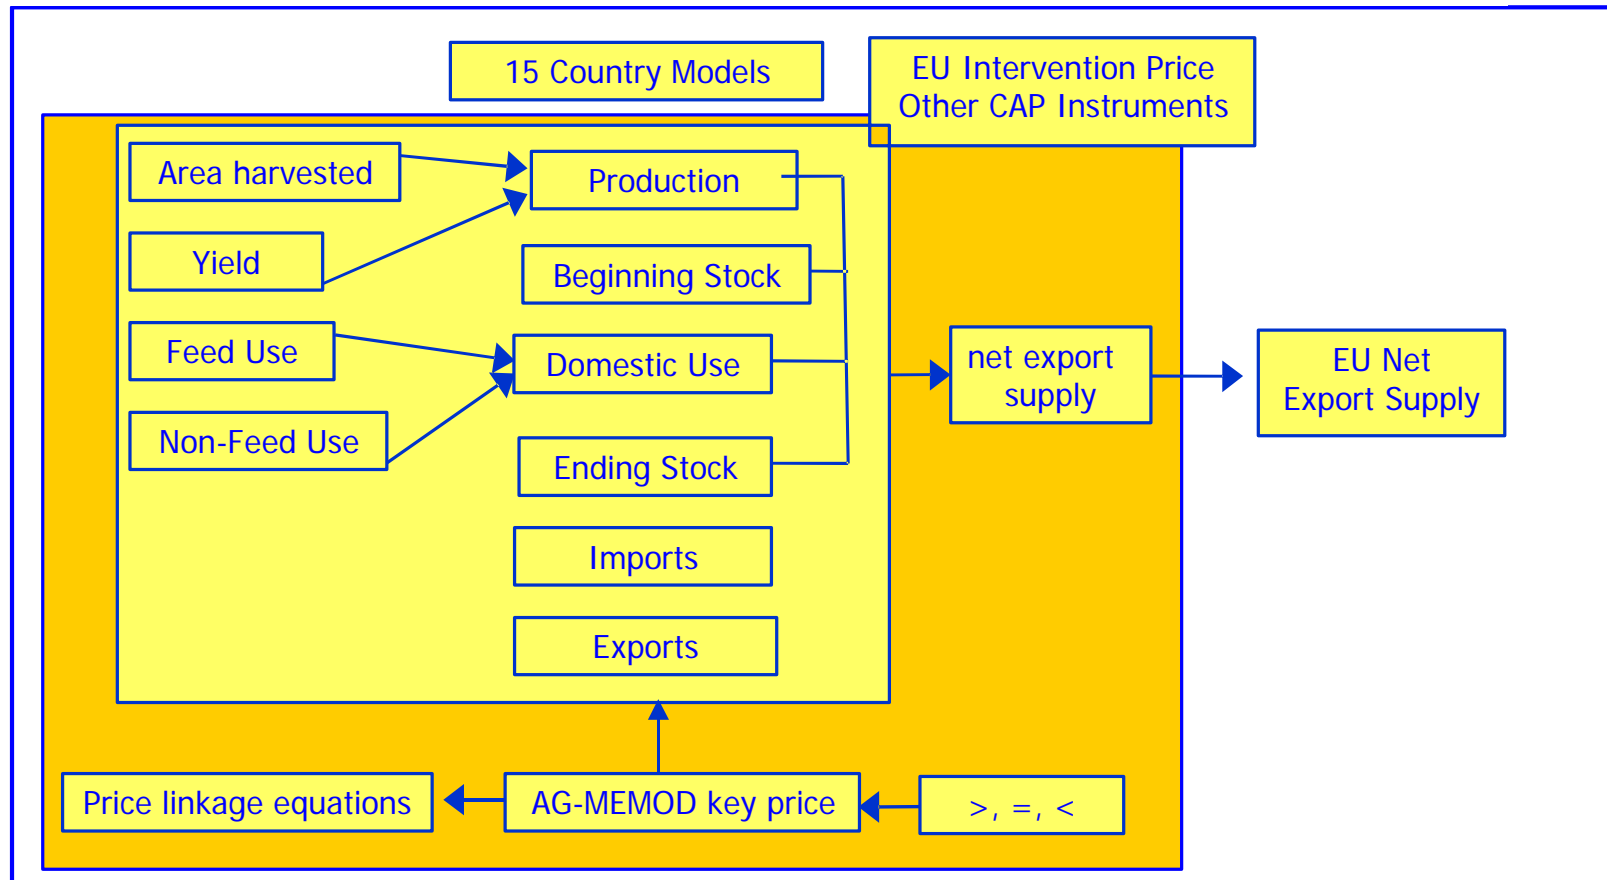 15 Country Models
EU Intervention Price
Other CAP Instruments
Area harvested
Production
Yield
Beginning Stock
Feed Use
Domestic Use
net export
supply
EU Net
Export Supply
Non-Feed Use
Ending Stock
Imports
Exports
Price linkage equations
AG-MEMOD key price
>, =, <